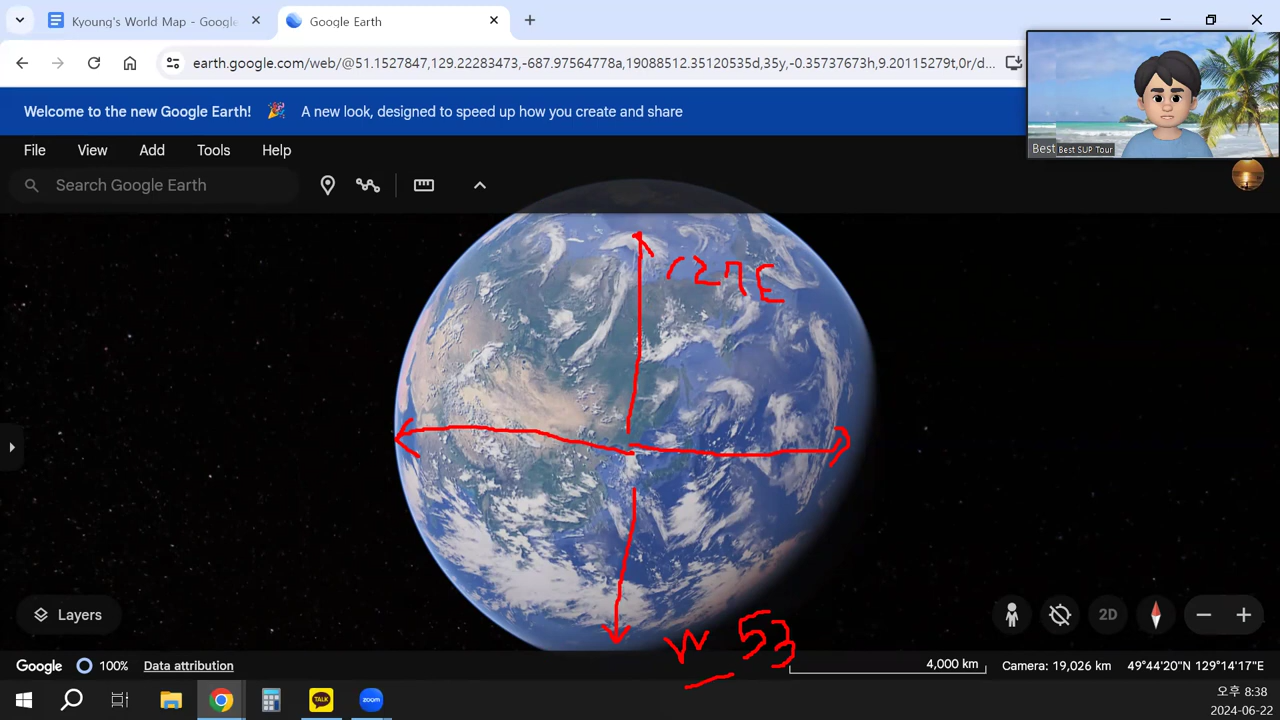 Kyoung's World Map - Google
Google Earth
earth.google.com/web/@51.1527847,129.22283473,-687.97564778a,19088512.35120535d,35y,-0.35737673h,9.20115279t,0r/d...
Welcome to the new Google Earth! 🎉 A new look, designed to speed up how you create and share
Best Best SUP Tour
File View Add Tools Help
Search Google Earth
127E
Layers
2D
W 53
Google 100% Data attribution 4,000 km Camera: 19,026 km 49°44'20"N 129°14'17"E
TALK zoom
오후 8:38
2024-06-22